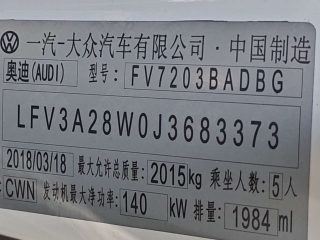 一汽-大众汽车有限公司·中国制造
奥迪(AUDI) 型号: FV7203BADBG
LFV3A28W0J3683373
2018/03/18 最大允许总质量: 2015kg 乘坐人数: 5人
CWN 发动机最大净功率: 140 kW 排量: 1984 ml